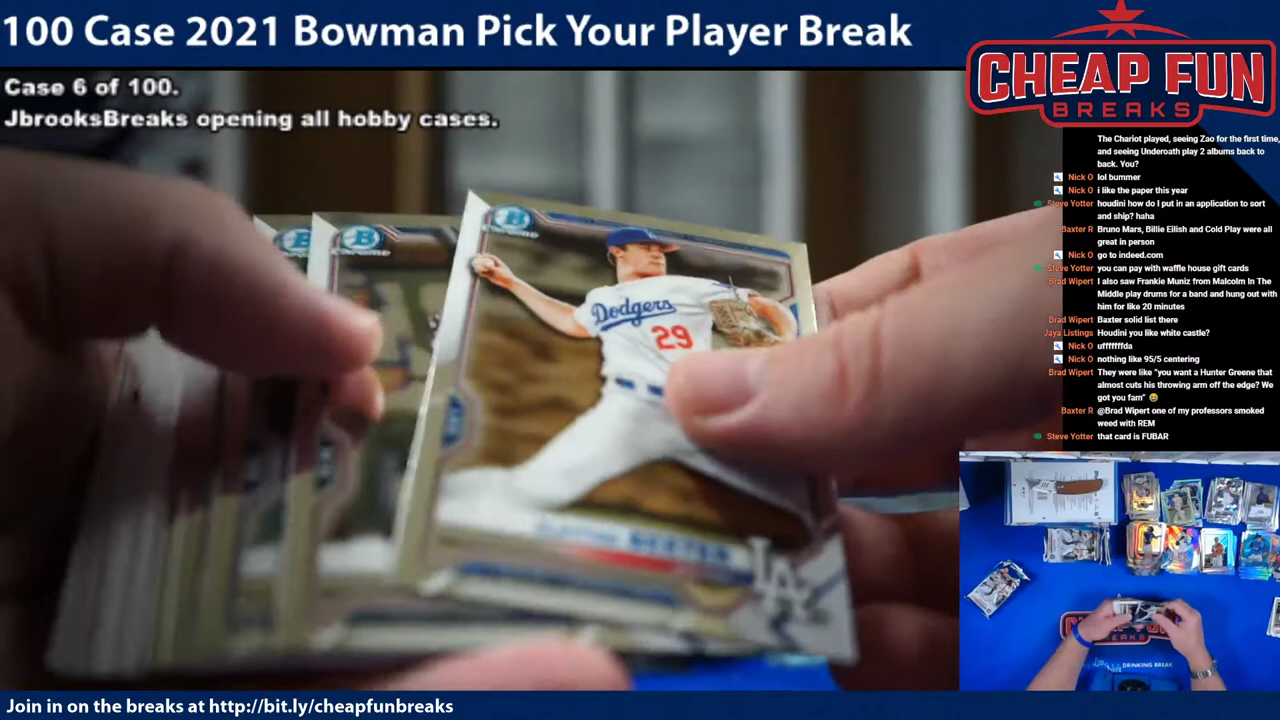 100 Case 2021 Bowman Pick Your Player Break
Case 6 of 100.
JbrooksBreaks opening all hobby cases.
CHEAP FUN
BREAKS
The Chariot played, seeing Zao for the first time,
and seeing Underoath play 2 albums back to
back. You?
Nick O lol bummer
Nick O i like the paper this year
Steve Yotter houdini how do I put in an application to sort
and ship? haha
Baxter R Bruno Mars, Billie Eilish and Cold Play were all
great in person
Nick O go to indeed.com
Steve Yotter you can pay with waffle house gift cards
Brad Wipert I also saw Frankie Muniz from Malcolm In The
Middle play drums for a band and hung out with
him for like 20 minutes
Brad Wipert Baxter solid list there
Jaya Listings Houdini you like white castle?
Nick O ufffffffda
Nick O nothing like 95/5 centering
Brad Wipert They were like “you want a Hunter Greene that
almost cuts his throwing arm off the edge? We
got you fam” 😂
Baxter R @Brad Wipert one of my professors smoked
weed with REM
Steve Yotter that card is FUBAR
B
CHROME
B
CHROME
Dodgers
29
BEETER
LA
CHEAP FUN
BREAKS
DRINKING BREAK
Join in on the breaks at http://bit.ly/cheapfunbreaks